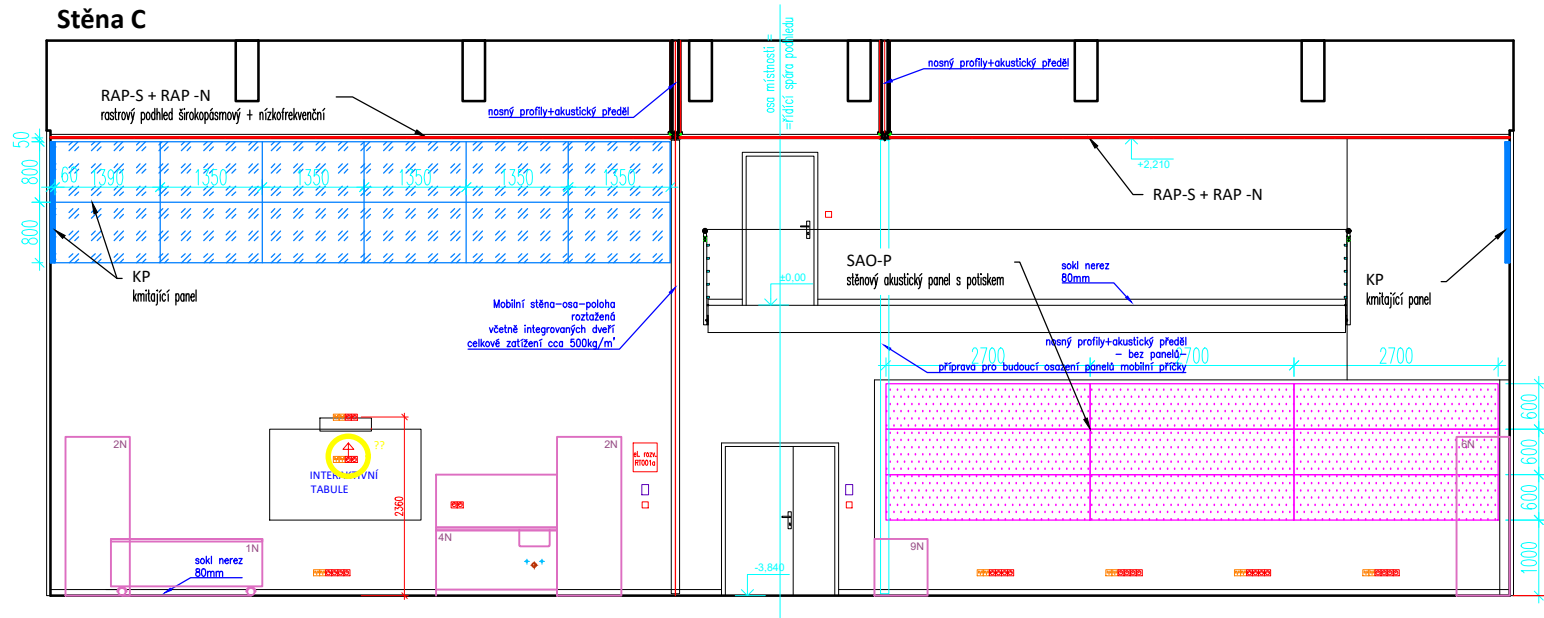 Stěna C
osa místnosti =
=řídící spára podhledu
nosný profily+akustický předěl
RAP-S + RAP -N
rastrový podhled širokopásmový + nízkofrekvenční
nosný profily+akustický předěl
50
800
800
60
1390
1350
1350
1350
1350
1350
+2,210
RAP-S + RAP -N
KP
kmitající panel
SAO-P
stěnový akustický panel s potiskem
sokl nerez
80mm
±0,00
KP
kmitající panel
Mobilní stěna-osa-poloha
roztažená
včetně integrovaných dveří
celkové zatížení cca 500kg/m'
nosný profily+akustický předěl
- bez panelů-
příprava pro budoucí osazení panelů mobilní příčky
2700
2700
2700
600
600
600
1000
2N
??
INTERAKTIVNÍ
TABULE
2360
2N
el. rozv.
RT001a
6N
4N
1N
9N
sokl nerez
80mm
-3.840